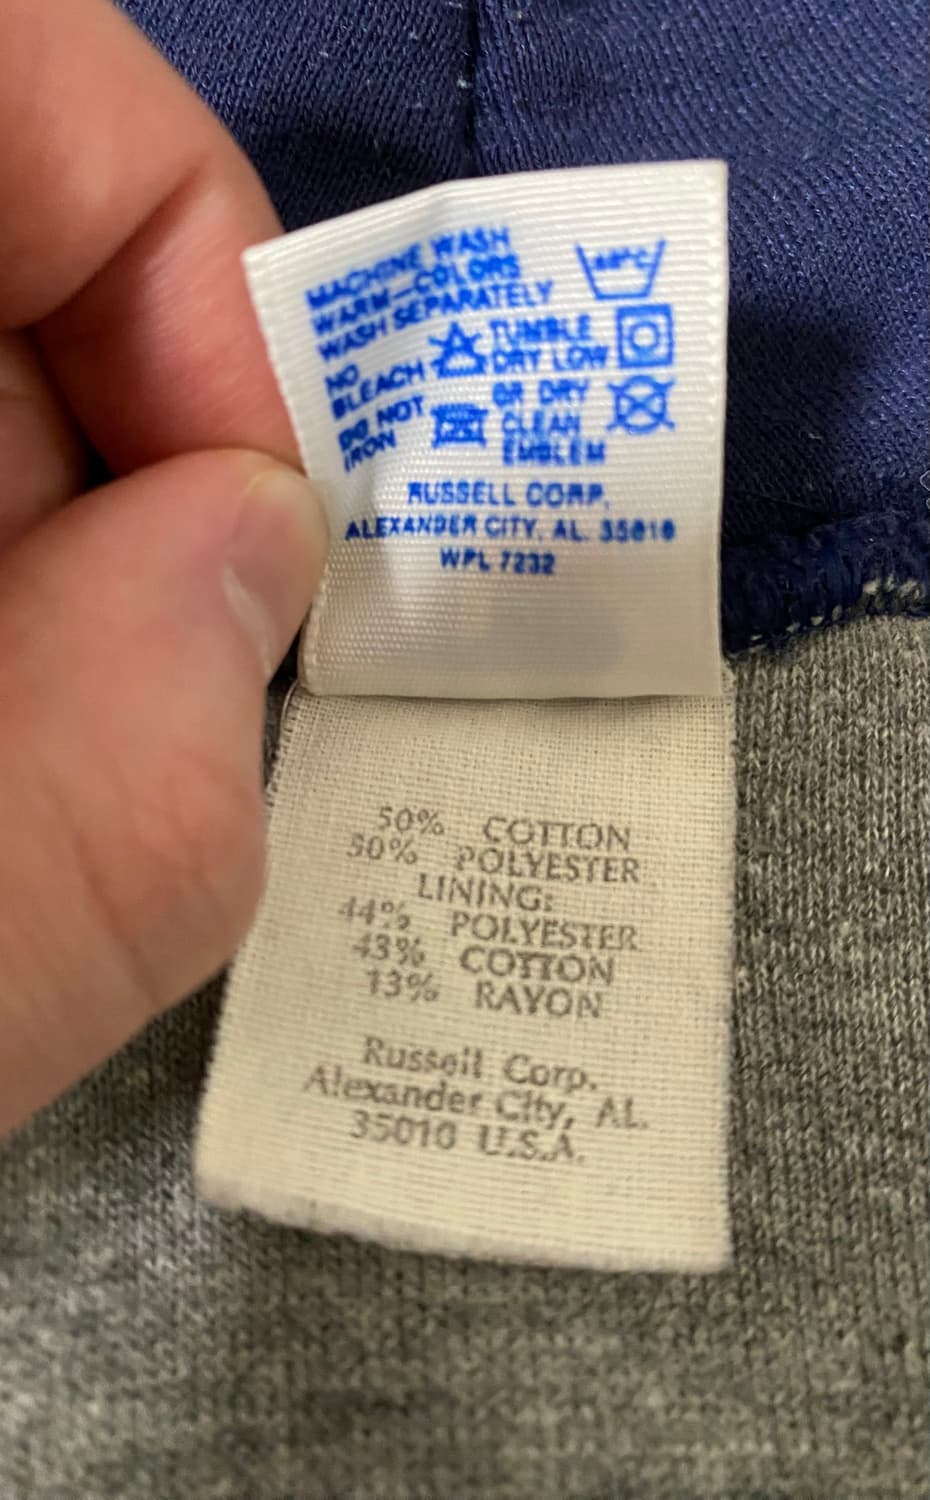 MACHINE WASH
WARM—COLORS
WASH SEPARATELY
40°C
NO
BLEACH
TUMBLE
DRY LOW
DO NOT
IRON
OR DRY
CLEAN
EMBLEM
RUSSELL CORP.
ALEXANDER CITY, AL. 35010
WPL 7232
50% COTTON
50% POLYESTER
LINING:
44% POLYESTER
43% COTTON
13% RAYON
Russell Corp.
Alexander City, AL.
35010 U.S.A.